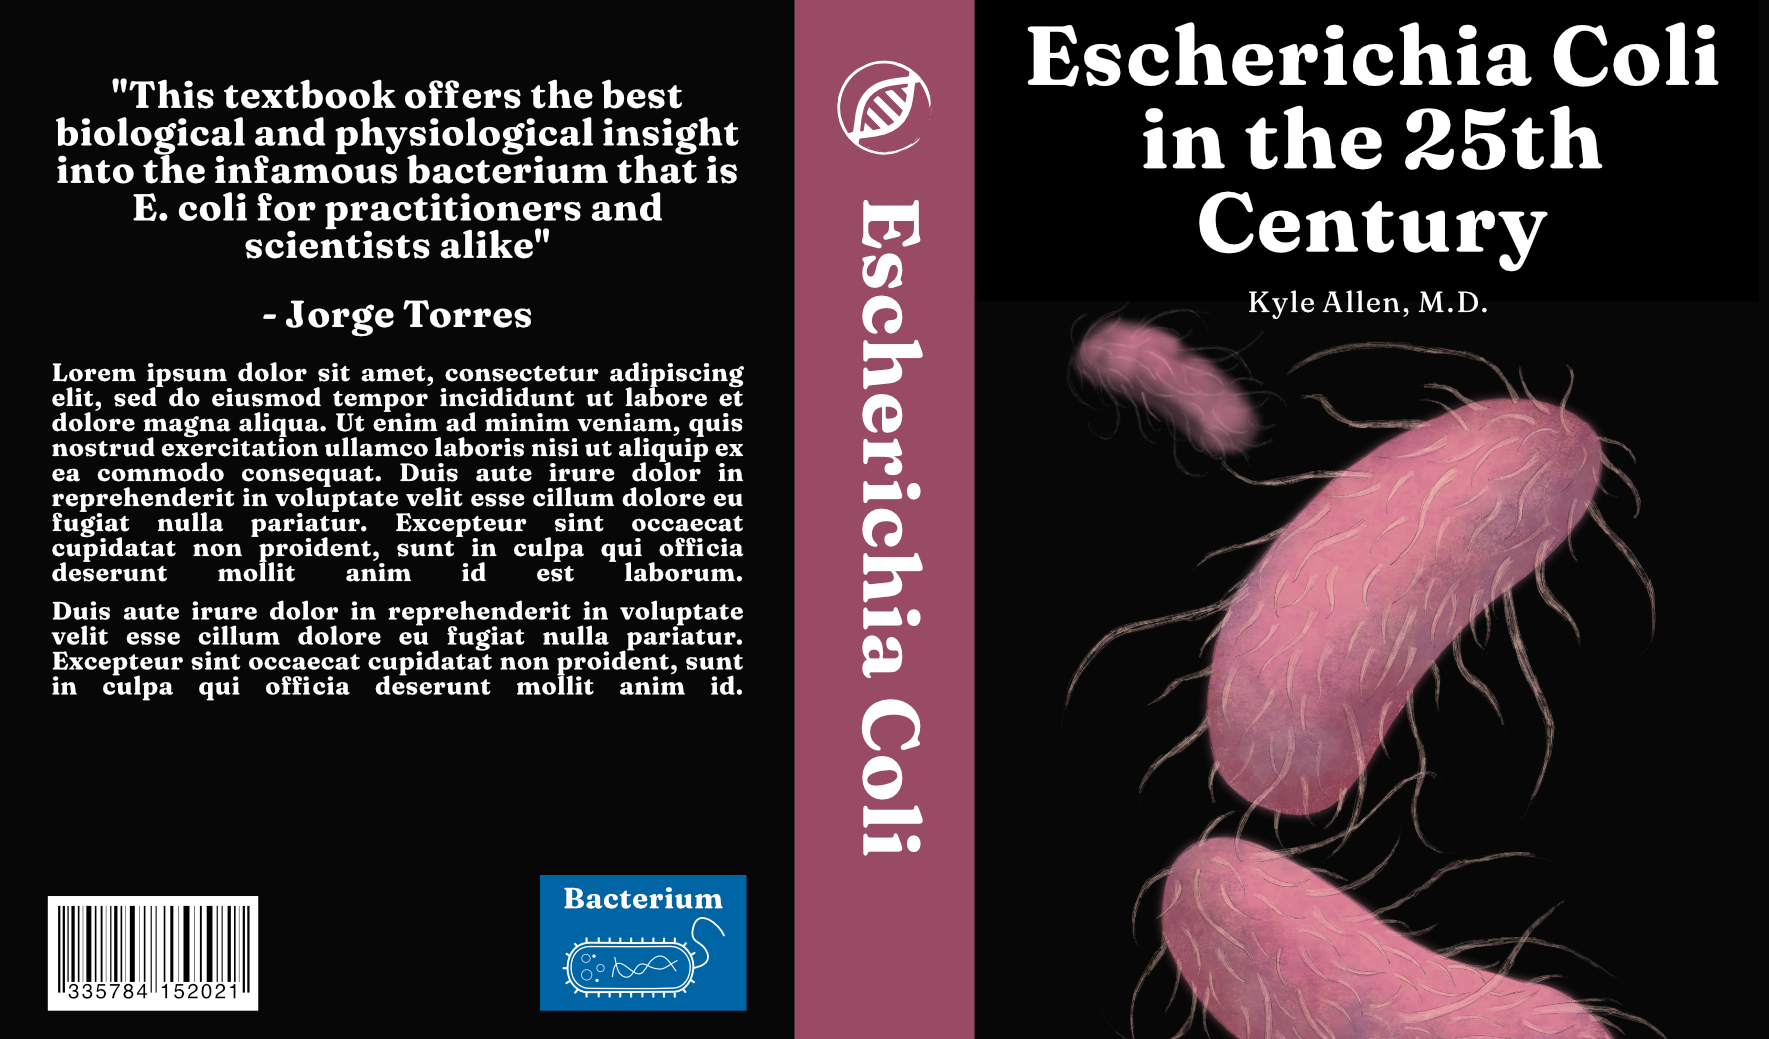 "This textbook offers the best
biological and physiological insight
into the infamous bacterium that is
E. coli for practitioners and
scientists alike"
- Jorge Torres
Lorem ipsum dolor sit amet, consectetur adipiscing
elit, sed do eiusmod tempor incididunt ut labore et
dolore magna aliqua. Ut enim ad minim veniam, quis
nostrud exercitation ullamco laboris nisi ut aliquip ex
ea commodo consequat. Duis aute irure dolor in
reprehenderit in voluptate velit esse cillum dolore eu
fugiat nulla pariatur. Excepteur sint occaecat
cupidatat non proident, sunt in culpa qui officia
deserunt mollit anim id est laborum.
Duis aute irure dolor in reprehenderit in voluptate
velit esse cillum dolore eu fugiat nulla pariatur.
Excepteur sint occaecat cupidatat non proident, sunt
in culpa qui officia deserunt mollit anim id.
335784 152021
Bacterium
Escherichia Coli
Escherichia Coli
in the 25th
Century
Kyle Allen, M.D.